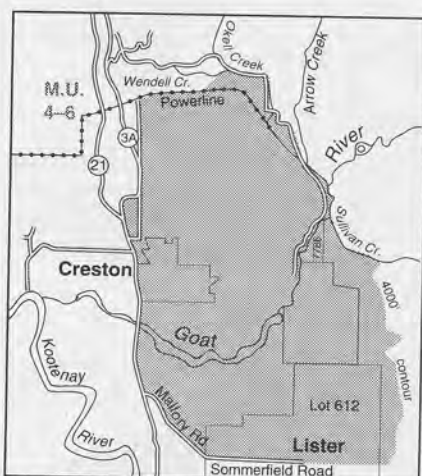 Okell Creek
Arrow Creek
M.U.
4–6
Wendell Cr.
Powerline
River
3A
21
Sullivan Cr.
7786
Creston
4000'
contour
Goat
Kootenay
River
Mallory Rd
Lot 612
Lister
Sommerfield Road